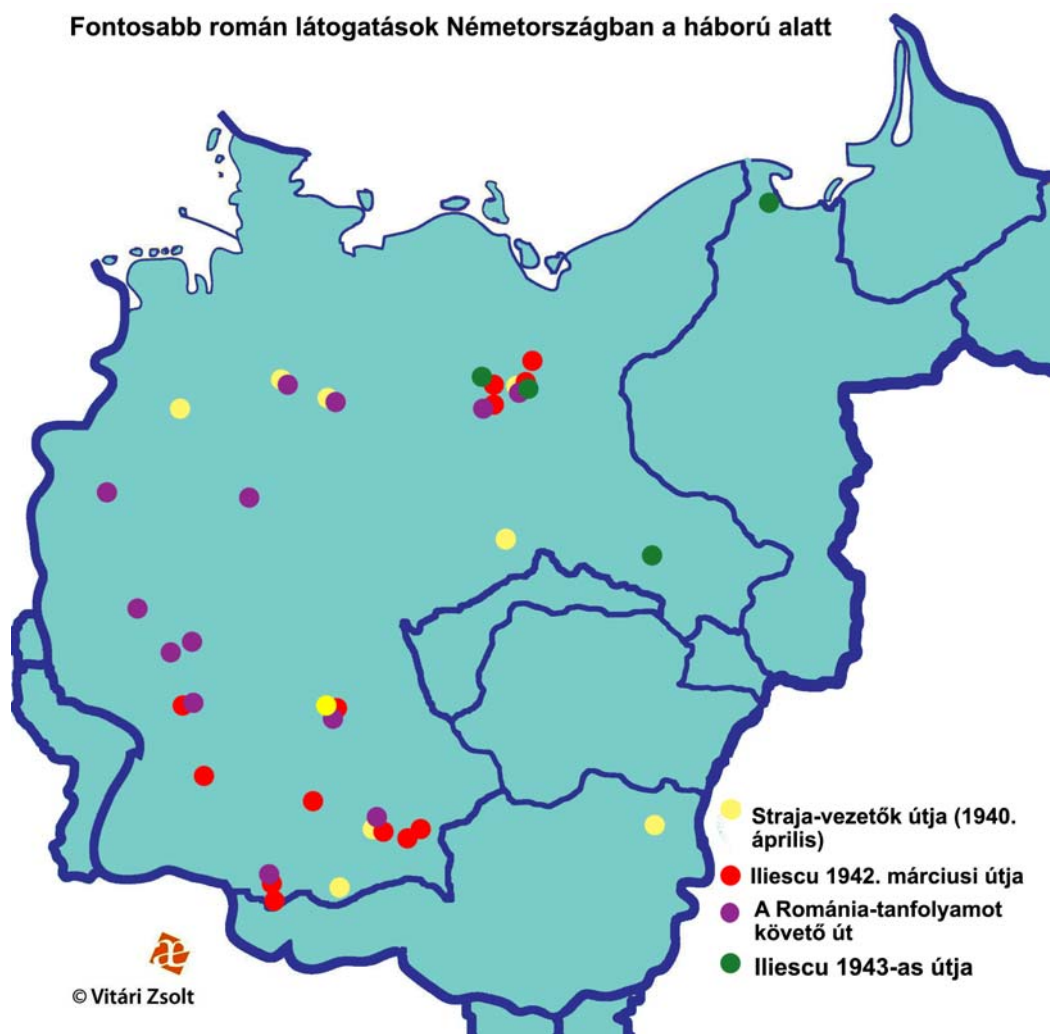 Fontosabb román látogatások Németországban a háború alatt
Straja-vezetők útja (1940.
április)
Iliescu 1942. márciusi útja
A Románia-tanfolyamot
követő út
Iliescu 1943-as útja
æ
© Vitári Zsolt